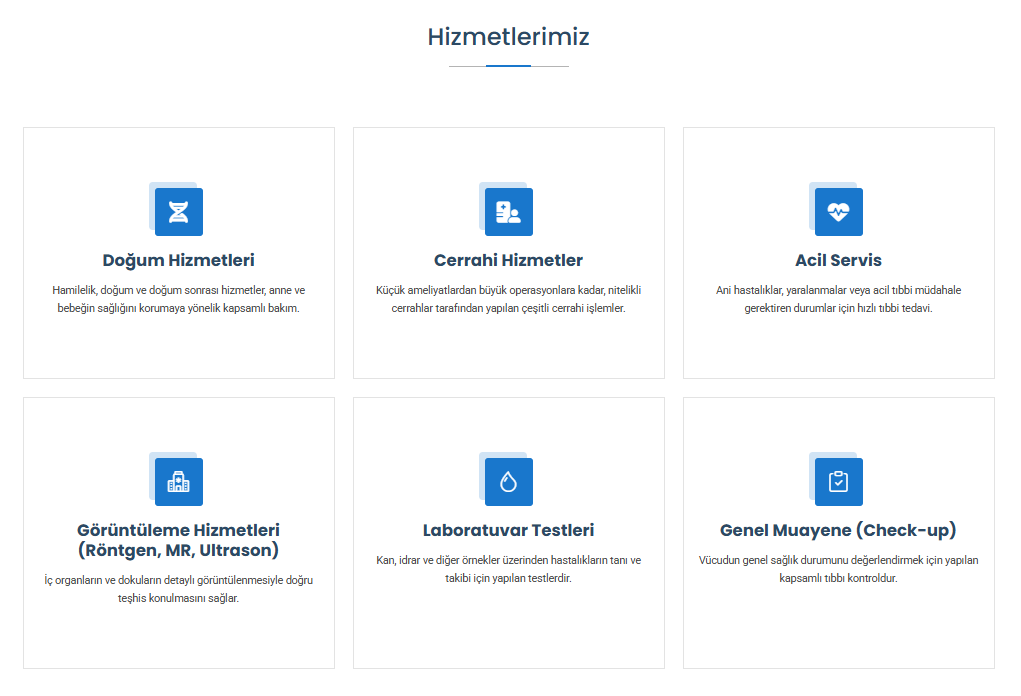 Hizmetlerimiz
Doğum Hizmetleri
Hamilelik, doğum ve doğum sonrası hizmetler, anne ve
bebeğin sağlığını korumaya yönelik kapsamlı bakım.
Cerrahi Hizmetler
Küçük ameliyatlardan büyük operasyonlara kadar, nitelikli
cerrahlar tarafından yapılan çeşitli cerrahi işlemler.
Acil Servis
Ani hastalıklar, yaralanmalar veya acil tıbbi müdahale
gerektiren durumlar için hızlı tıbbi tedavi.
Görüntüleme Hizmetleri
(Röntgen, MR, Ultrason)
İç organların ve dokuların detaylı görüntülenmesiyle doğru
teşhis konulmasını sağlar.
Laboratuvar Testleri
Kan, idrar ve diğer örnekler üzerinden hastalıkların tanı ve
takibi için yapılan testlerdir.
Genel Muayene (Check-up)
Vücudun genel sağlık durumunu değerlendirmek için yapılan
kapsamlı tıbbı kontroldur.